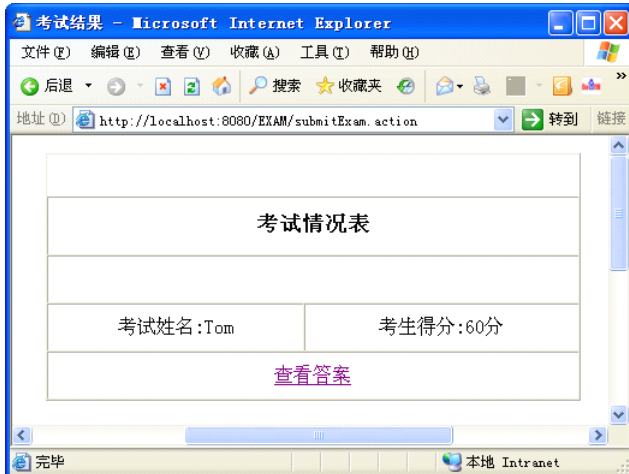 考试结果 - Microsoft Internet Explorer
文件(F) 编辑(E) 查看(V) 收藏(A) 工具(T) 帮助(H)
后退 搜索 收藏夹 »
地址(D) http://localhost:8080/EXAM/submitExam.action 转到 链接
考试情况表
考试姓名:Tom 考生得分:60分
查看答案
完毕 本地 Intranet